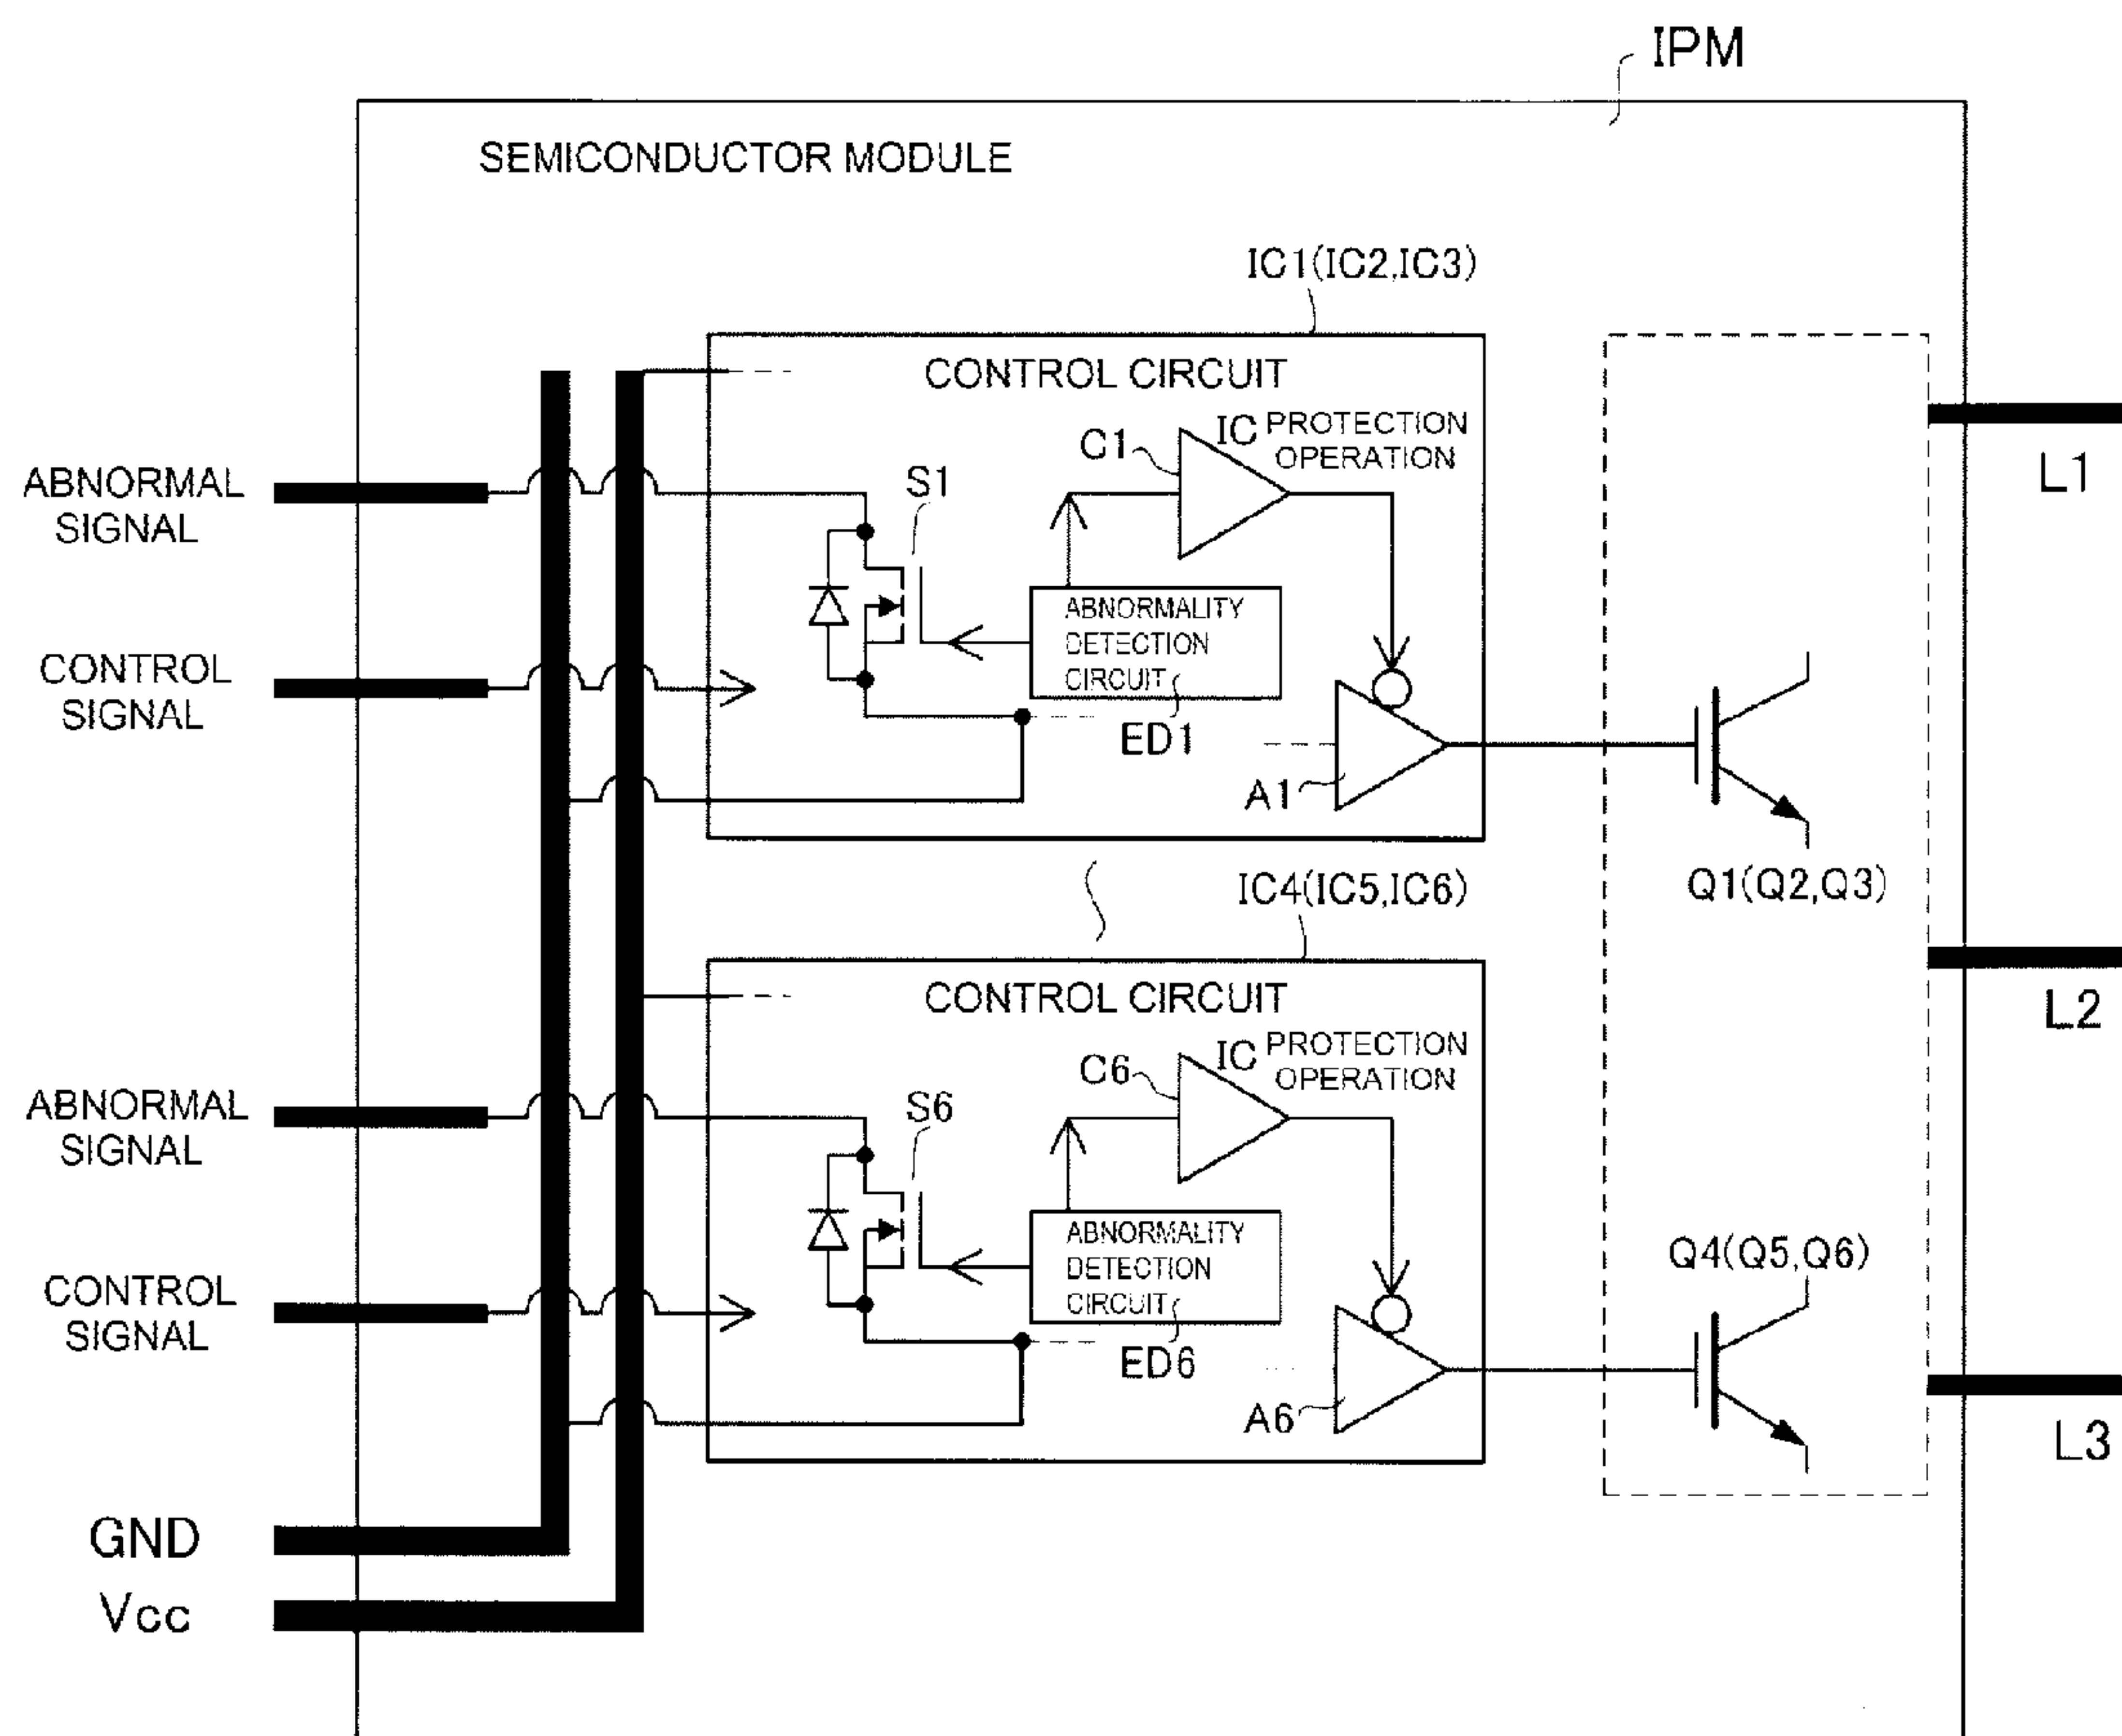 IPM
SEMICONDUCTOR MODULE
IC1(IC2,IC3)
CONTROL CIRCUIT
IC PROTECTION
OPERATION
C1
S1
L1
ABNORMAL
SIGNAL
ABNORMALITY
DETECTION
CIRCUIT
CONTROL
SIGNAL
ED1
A1
Q1(Q2,Q3)
IC4(IC5,IC6)
CONTROL CIRCUIT
L2
IC PROTECTION
OPERATION
C6
S6
ABNORMAL
SIGNAL
ABNORMALITY
DETECTION
CIRCUIT
Q4(Q5,Q6)
CONTROL
SIGNAL
ED6
A6
L3
GND
Vcc